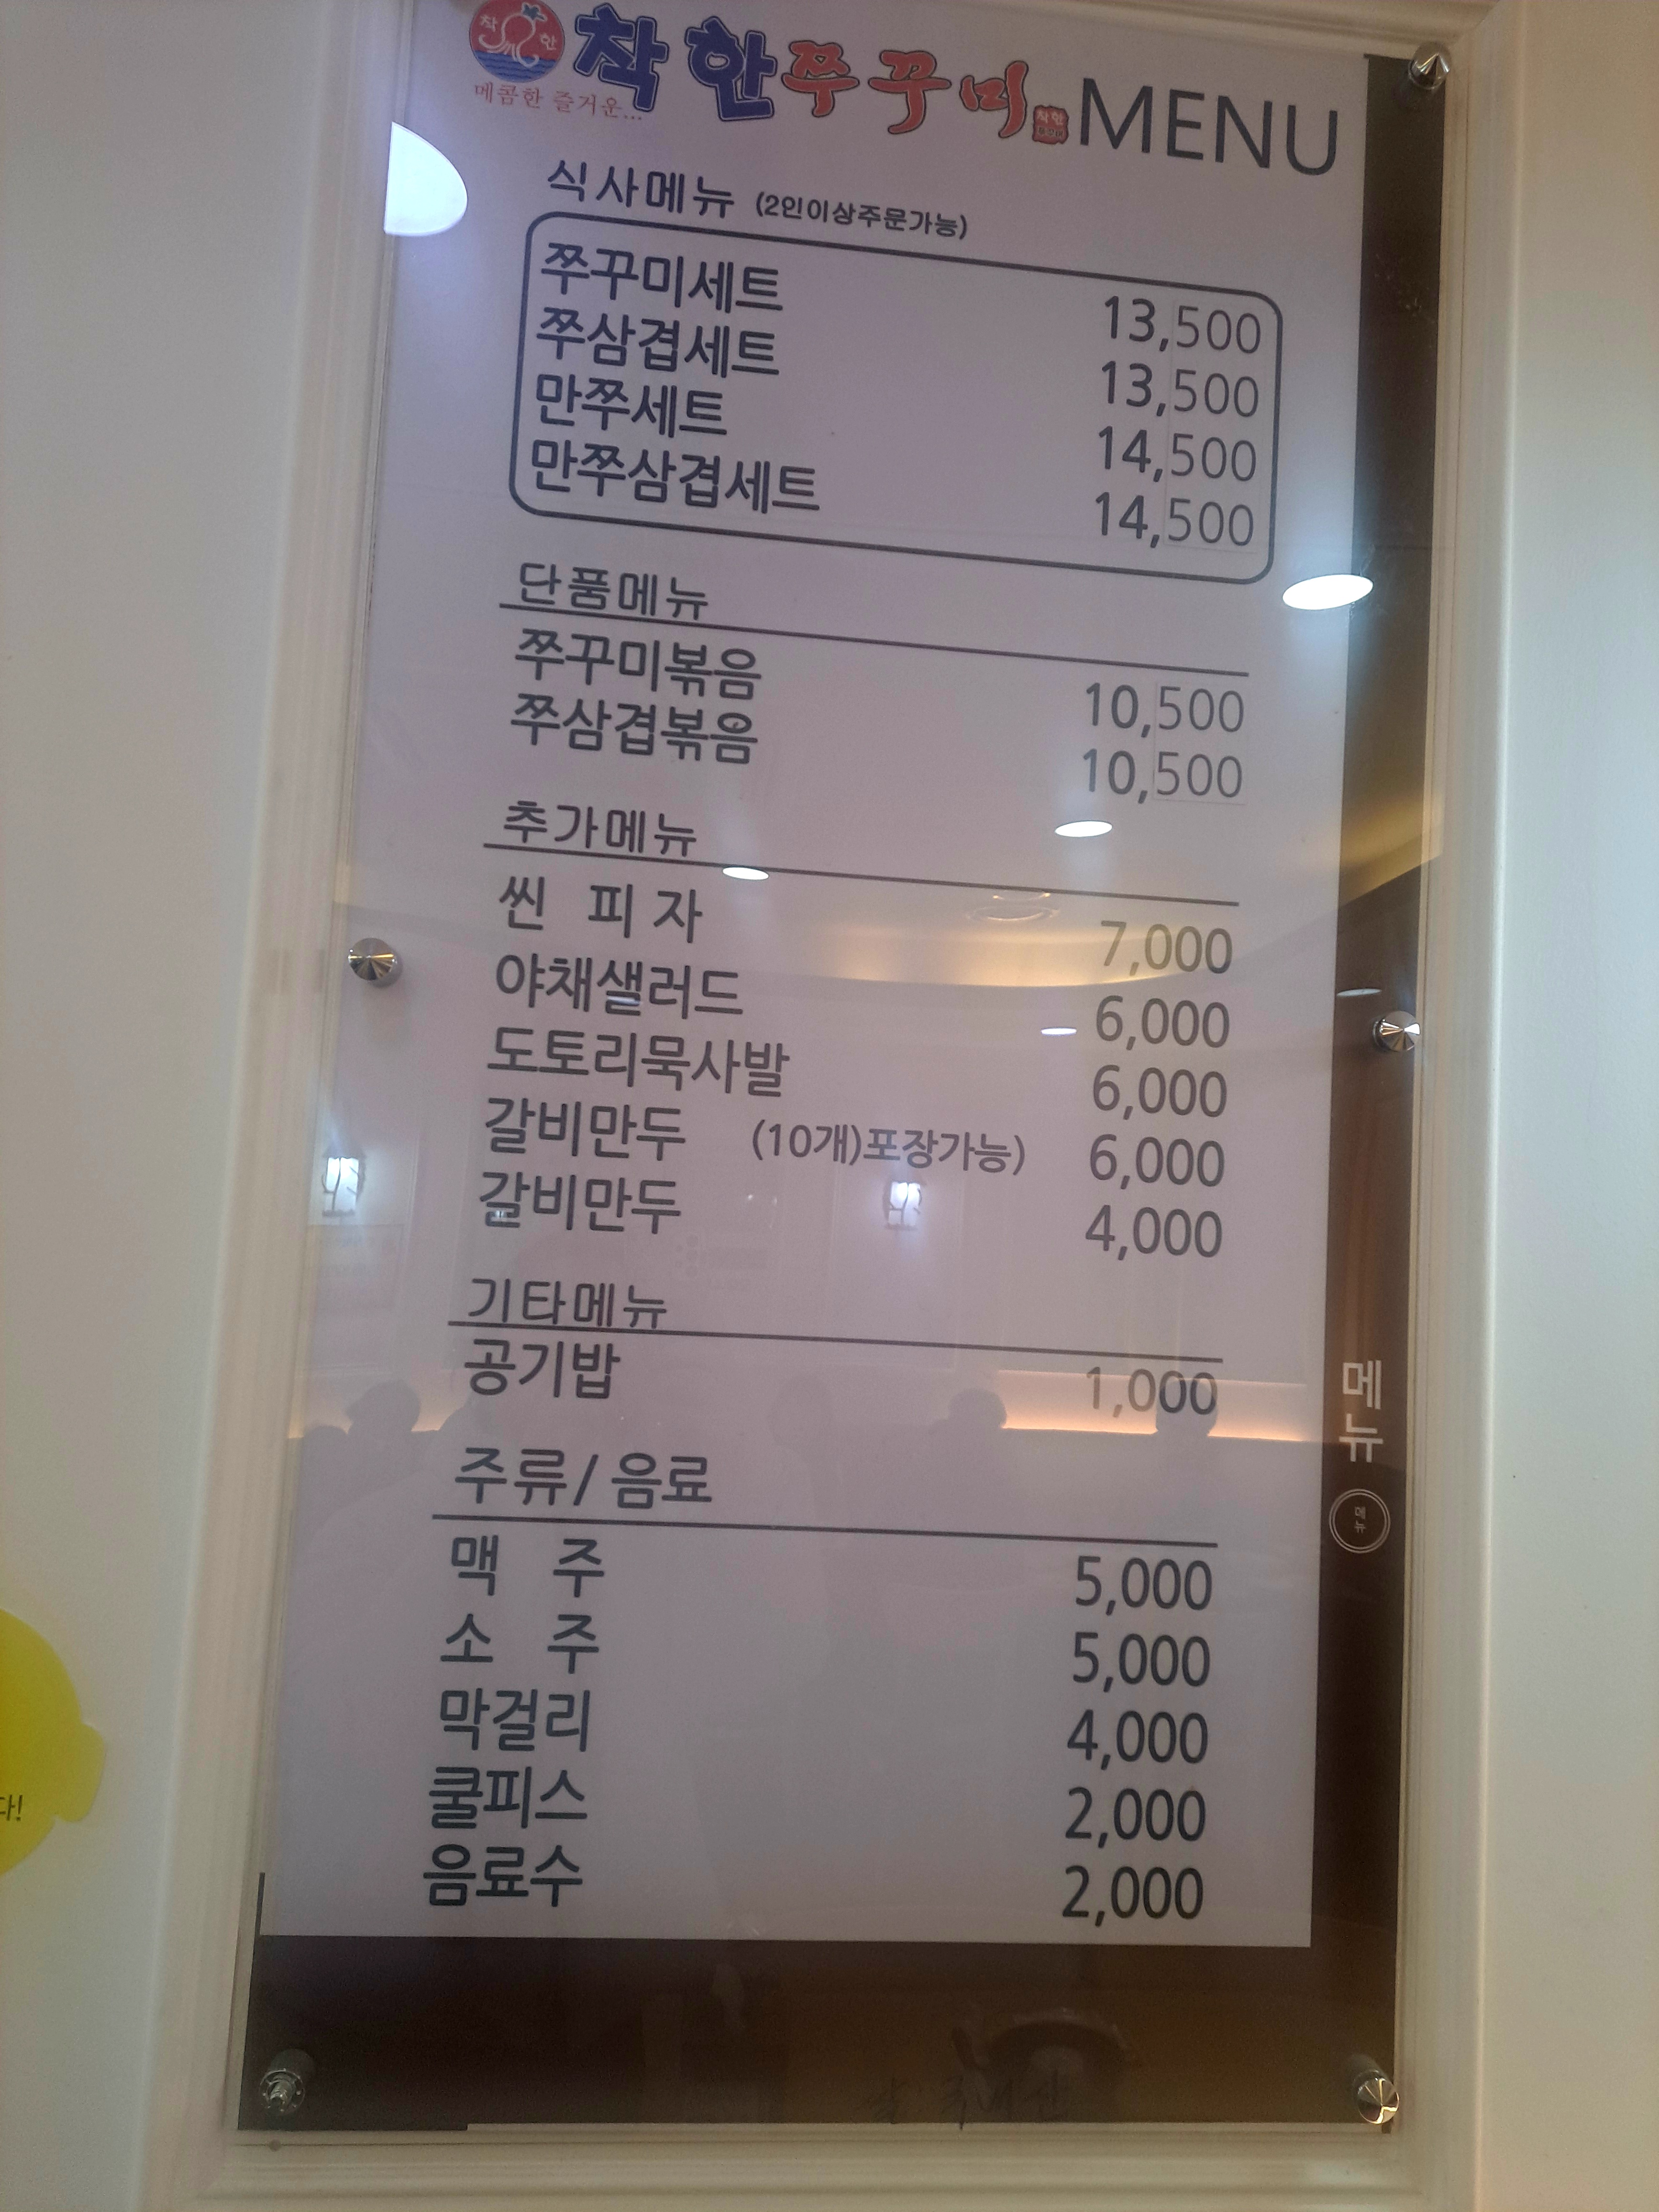 착한
착한쭈꾸미 MENU
메콤한 즐거운...
식사메뉴 (2인이상주문가능)
쭈꾸미세트 13,500
쭈삼겹세트 13,500
만쭈세트 14,500
만쭈삼겹세트 14,500
단품메뉴
쭈꾸미볶음 10,500
쭈삼겹볶음 10,500
추가메뉴
씬 피 자 7,000
야채샐러드 6,000
도토리묵사발 6,000
갈비만두 (10개)포장가능) 6,000
갈비만두 4,000
기타메뉴
공기밥 1,000
주류/ 음료
맥 주 5,000
소 주 5,000
막걸리 4,000
쿨피스 2,000
음료수 2,000
메뉴
메뉴
다!